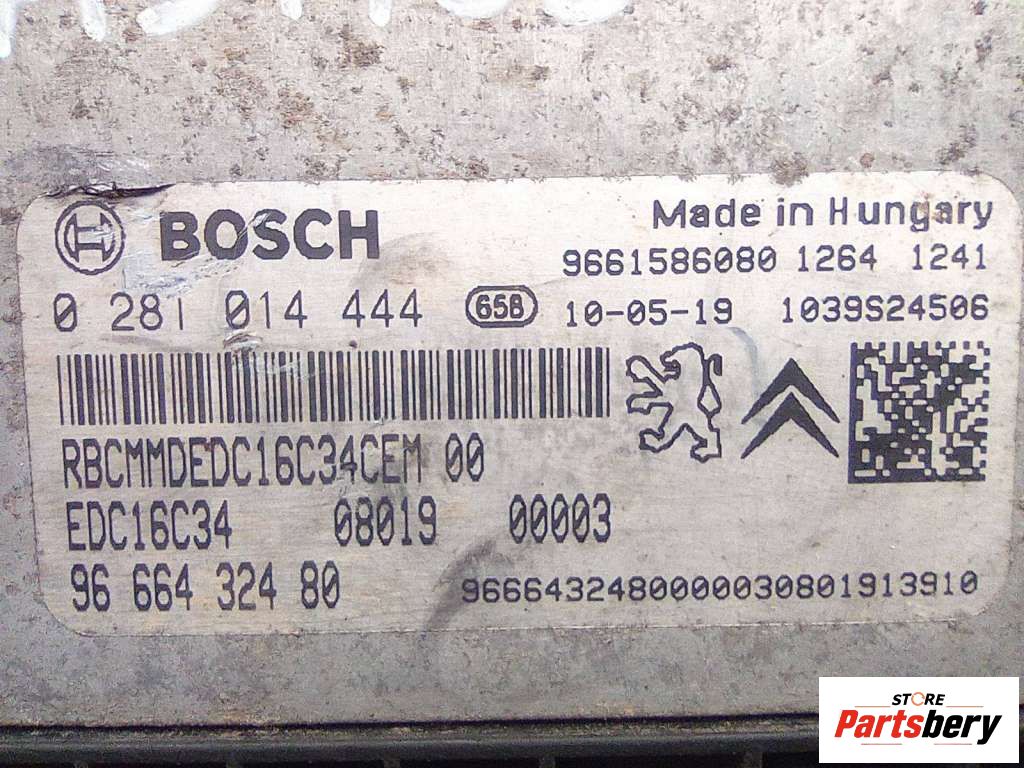 BOSCH
Made in Hungary
9661586080 1264 1241
0 281 014 444 658 10-05-19 1039S24506
RBCMMDEDC16C34CEM 00
EDC16C34 08019 00003
96 664 324 80 9666432480000030801913910
STORE
Partsbery